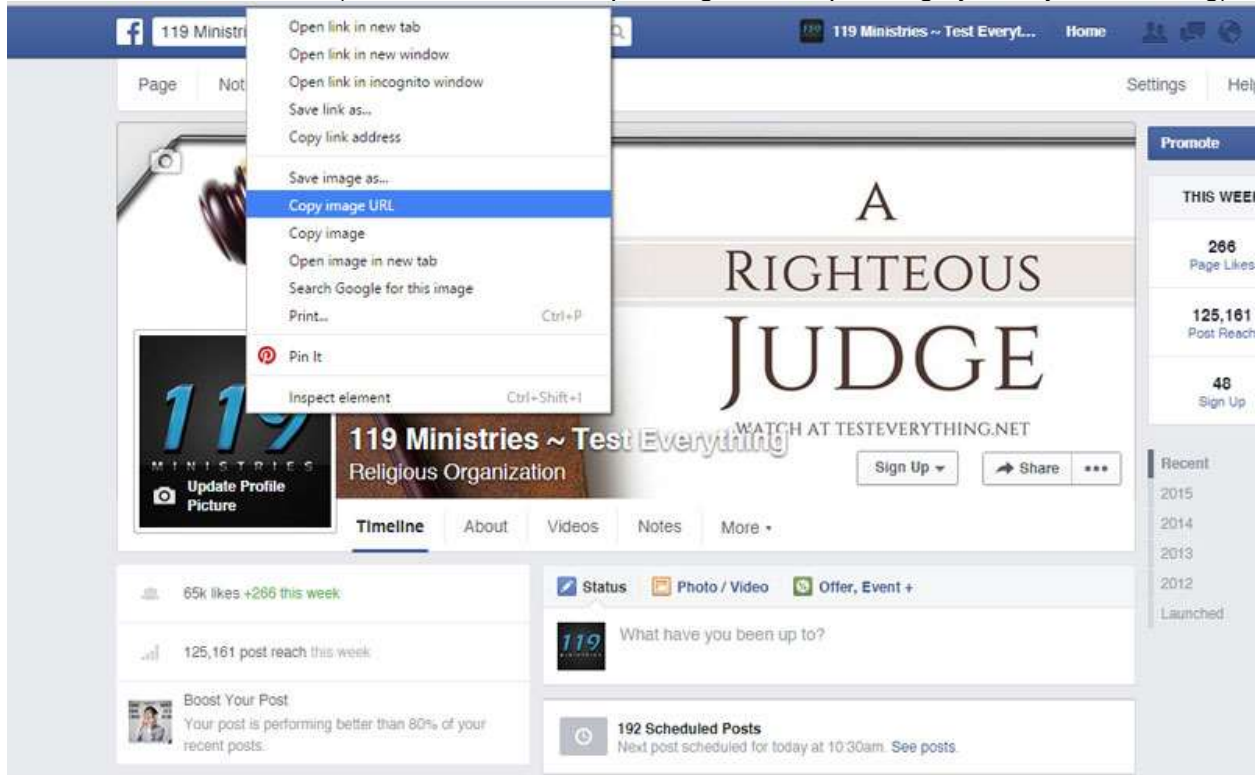 119 Ministri
119 Ministries ~ Test Everyt... Home
Page Not
Settings Help
Open link in new tab
Open link in new window
Open link in incognito window
Save link as...
Copy link address
Save image as...
Copy image URL
Copy image
Open image in new tab
Search Google for this image
Print... Ctrl+P
Pin It
Inspect element Ctrl+Shift+I
A
RIGHTEOUS
JUDGE
WATCH AT TESTEVERYTHING.NET
119
MINISTRIES
Update Profile
Picture
119 Ministries ~ Test Everything
Religious Organization
Sign Up
Share
Timeline About Videos Notes More
Promote
THIS WEEK
266
Page Likes
125,161
Post Reach
48
Sign Up
Recent
2015
2014
2013
2012
Launched
65k likes +266 this week
125,161 post reach this week
Boost Your Post
Your post is performing better than 80% of your
recent posts.
Status Photo / Video Offer, Event +
119
What have you been up to?
192 Scheduled Posts
Next post scheduled for today at 10:30am. See posts.